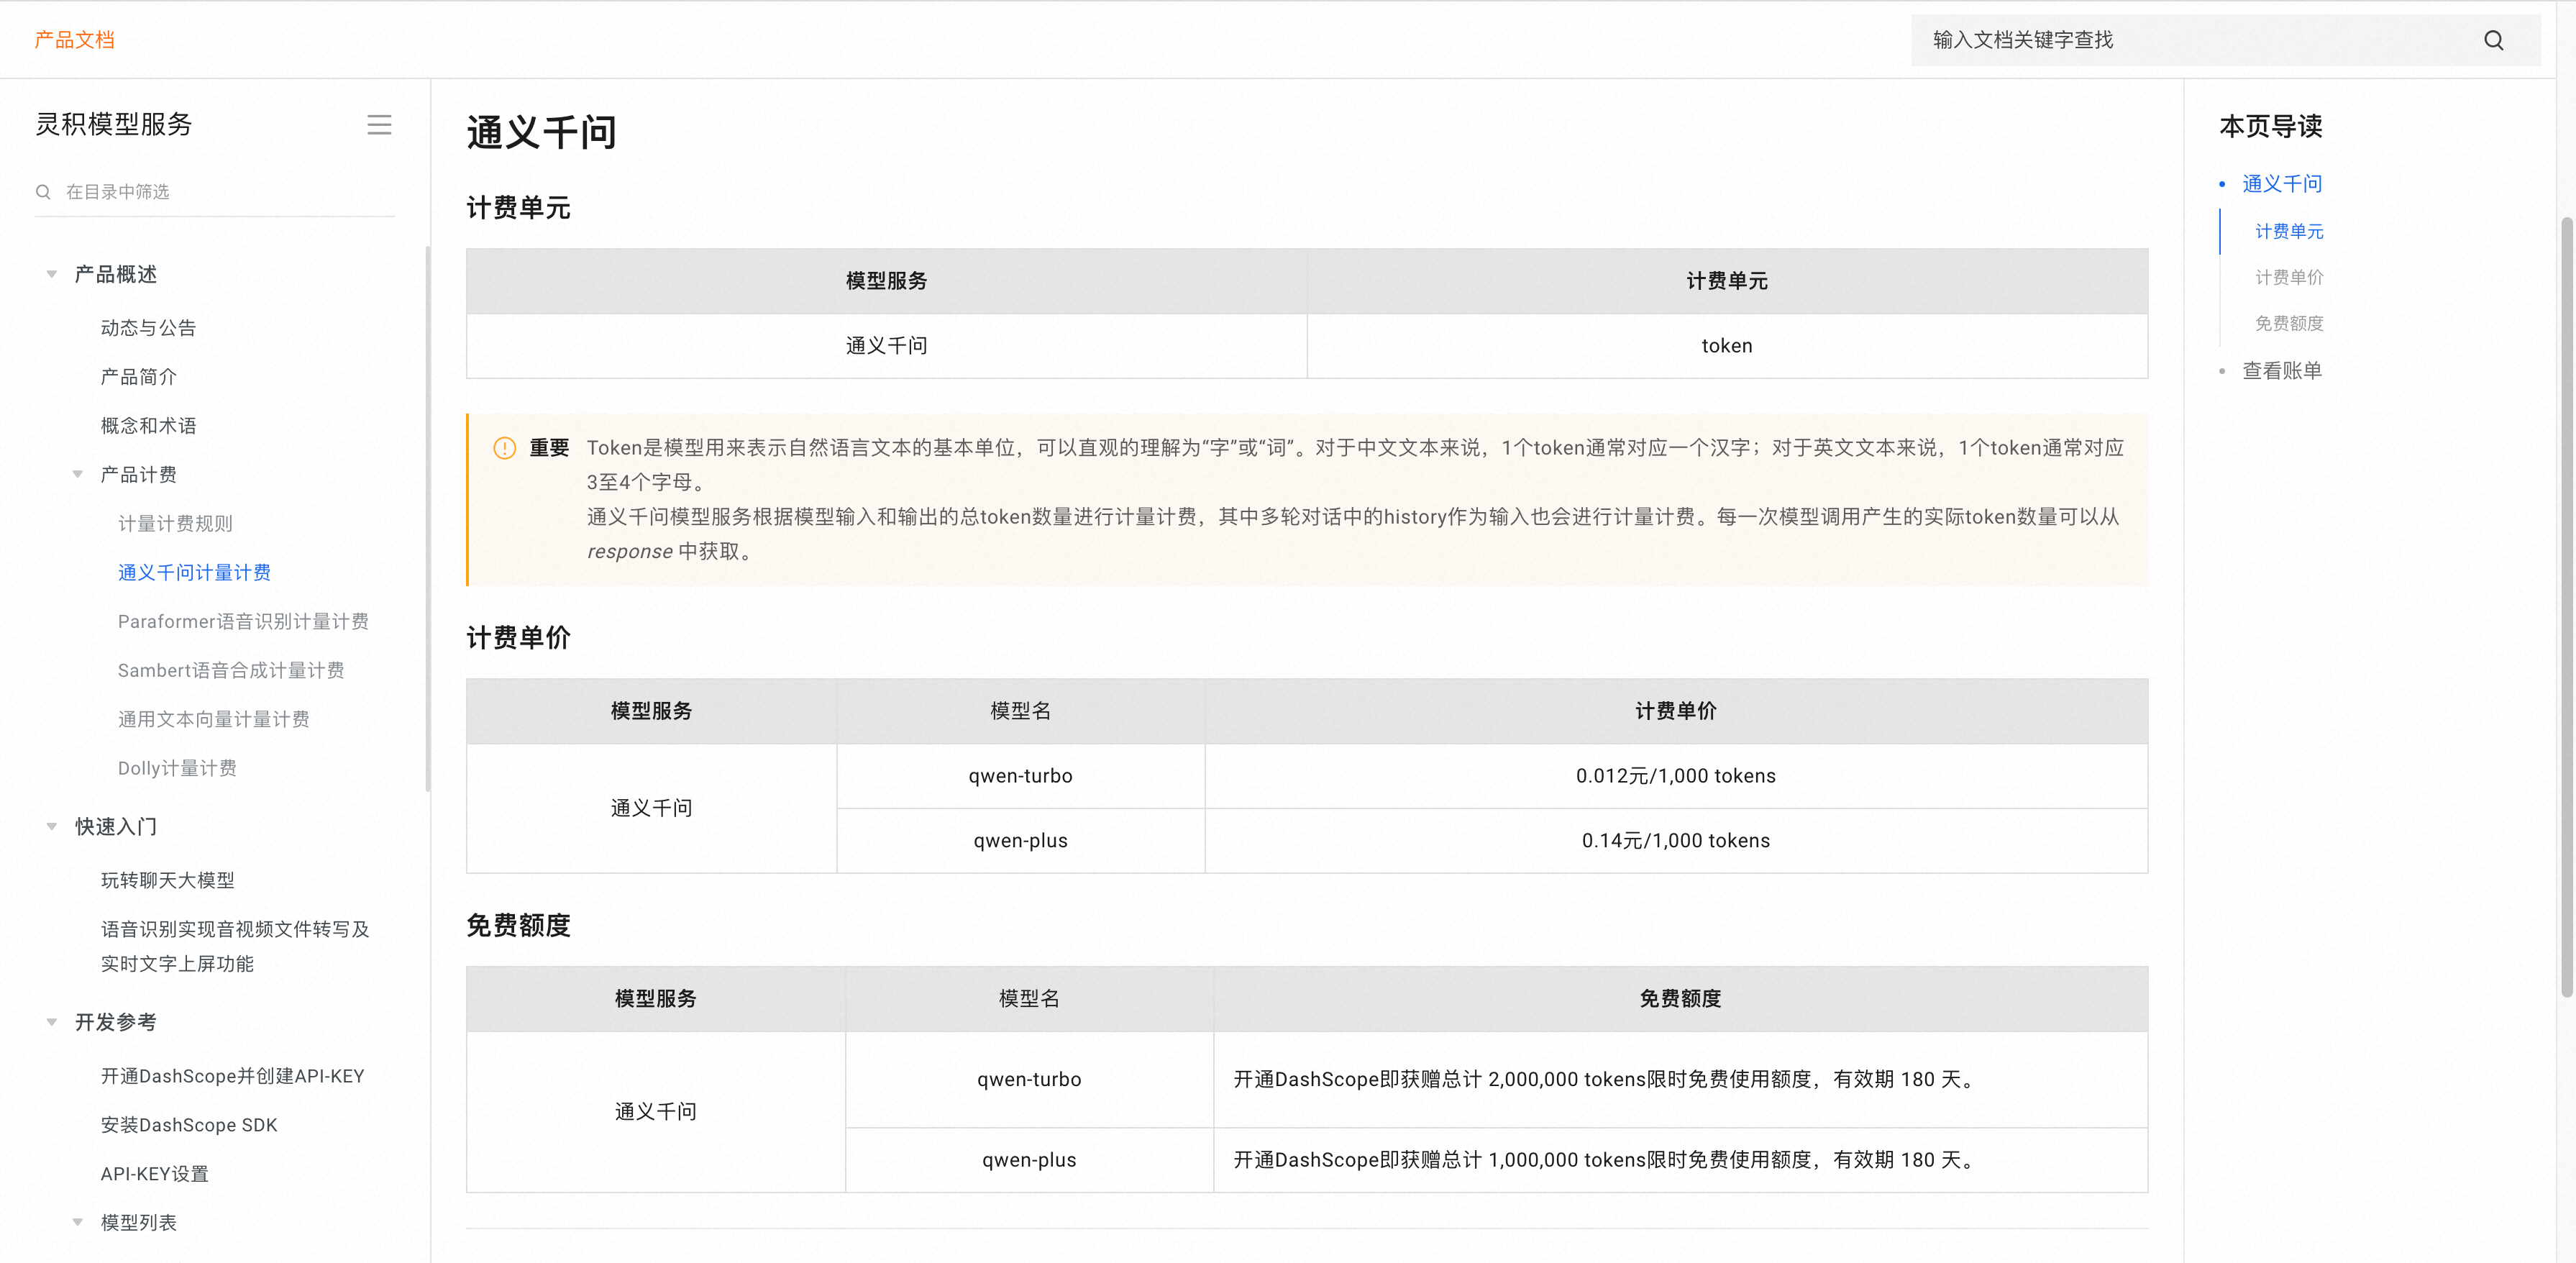 产品文档
输入文档关键字查找
灵积模型服务
在目录中筛选
产品概述
动态与公告
产品简介
概念和术语
产品计费
计量计费规则
通义千问计量计费
Paraformer语音识别计量计费
Sambert语音合成计量计费
通用文本向量计量计费
Dolly计量计费
快速入门
玩转聊天大模型
语音识别实现音视频文件转写及
实时文字上屏功能
开发参考
开通DashScope并创建API-KEY
安装DashScope SDK
API-KEY设置
模型列表
通义千问
计费单元
模型服务 计费单元
通义千问 token
重要 Token是模型用来表示自然语言文本的基本单位，可以直观的理解为“字”或“词”。对于中文文本来说，1个token通常对应一个汉字；对于英文文本来说，1个token通常对应
3至4个字母。
通义千问模型服务根据模型输入和输出的总token数量进行计量计费，其中多轮对话中的history作为输入也会进行计量计费。每一次模型调用产生的实际token数量可以从
response 中获取。
计费单价
模型服务 模型名 计费单价
通义千问
qwen-turbo 0.012元/1,000 tokens
qwen-plus 0.14元/1,000 tokens
免费额度
模型服务 模型名 免费额度
通义千问
qwen-turbo 开通DashScope即获赠总计 2,000,000 tokens限时免费使用额度，有效期 180 天。
qwen-plus 开通DashScope即获赠总计 1,000,000 tokens限时免费使用额度，有效期 180 天。
本页导读
通义千问
计费单元
计费单价
免费额度
查看账单